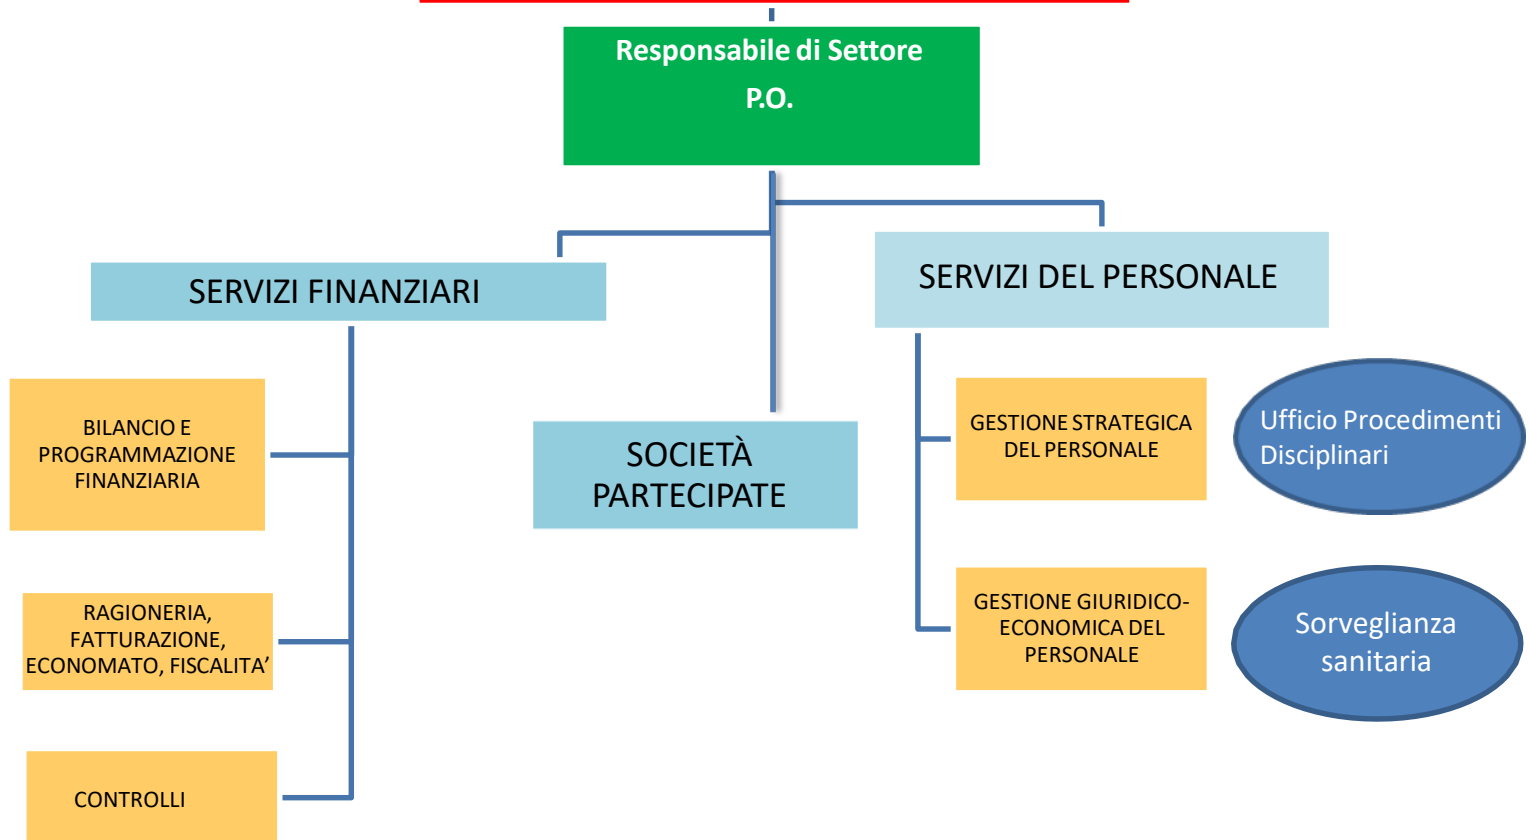 Responsabile di Settore
P.O.
SERVIZI FINANZIARI
SERVIZI DEL PERSONALE
BILANCIO E
PROGRAMMAZIONE
FINANZIARIA
SOCIETÀ
PARTECIPATE
GESTIONE STRATEGICA
DEL PERSONALE
Ufficio Procedimenti
Disciplinari
RAGIONERIA,
FATTURAZIONE,
ECONOMATO, FISCALITA’
GESTIONE GIURIDICO-
ECONOMICA DEL
PERSONALE
Sorveglianza
sanitaria
CONTROLLI